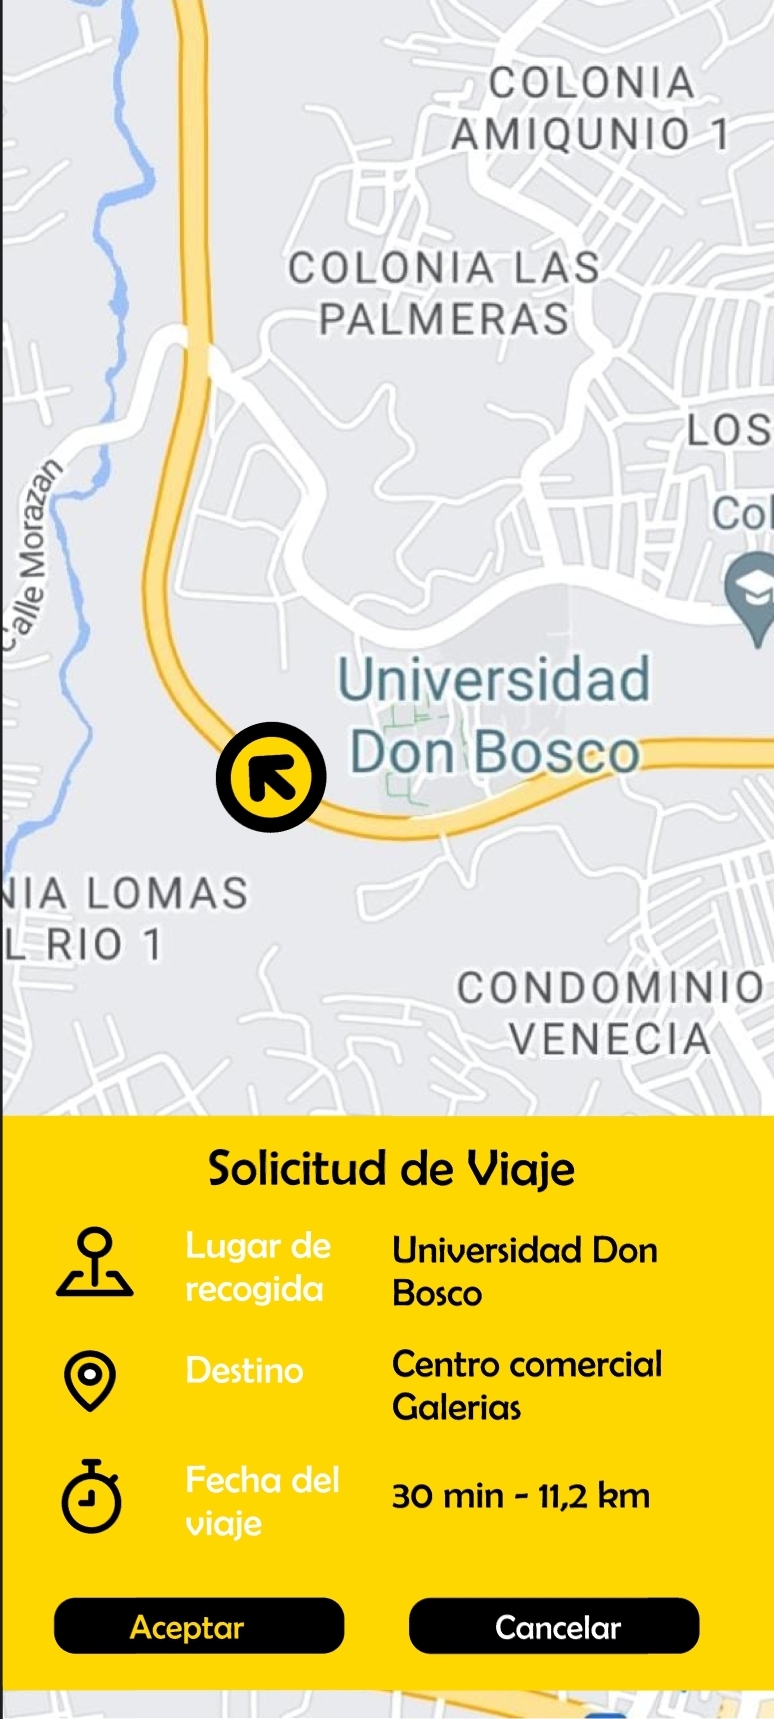 COLONIA
AMIQUNIO 1
COLONIA LAS
PALMERAS
LOS
Col
Calle Morazan
Universidad
Don Bosco
NIA LOMAS
L RIO 1
CONDOMINIO
VENECIA
Solicitud de Viaje
Lugar de
recogida
Universidad Don
Bosco
Destino
Centro comercial
Galerias
Fecha del
viaje
30 min - 11,2 km
Aceptar
Cancelar